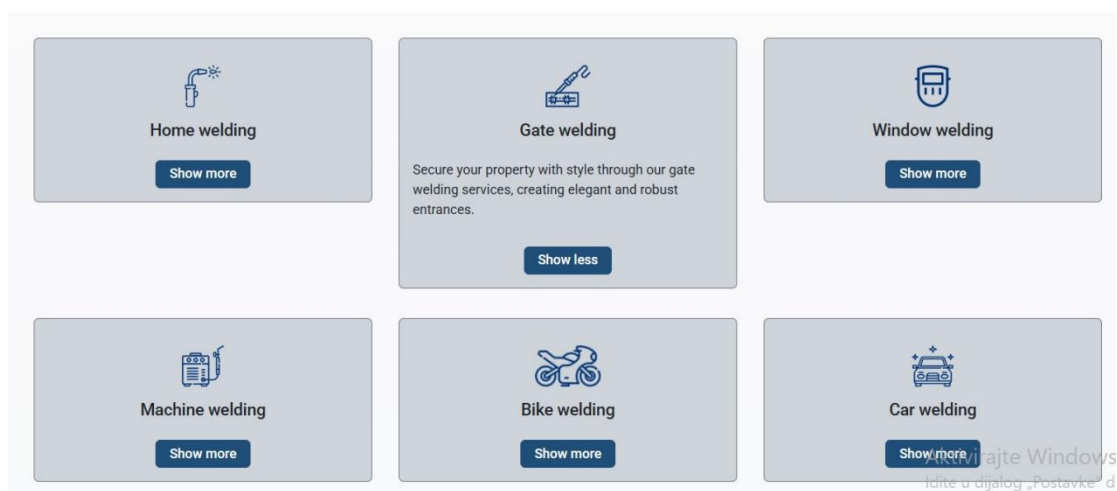 Home welding
Show more
Gate welding
Secure your property with style through our gate
welding services, creating elegant and robust
entrances.
Show less
Window welding
Show more
Machine welding
Show more
Bike welding
Show more
Car welding
Show more
Aktivirajte Windows
Idite u dijalog „Postavke“ d